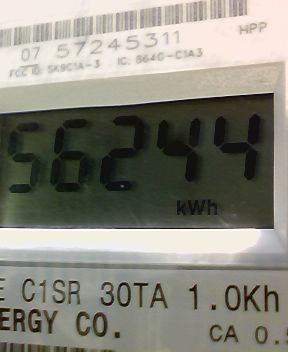 07 57245311 HPP
FCC ID: SK9C1A-3 IC: 864G-C1A3
56244
kWh
E C1SR 30TA 1.0Kh
ERGY CO. CA 0.5